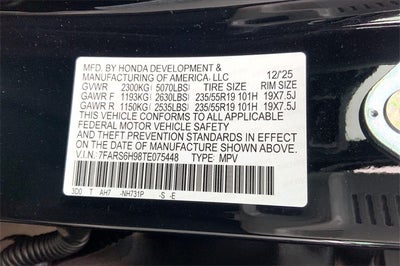 MFD. BY HONDA DEVELOPMENT &
MANUFACTURING OF AMERICA, LLC 12/'25
GVWR 2300KG( 5070LBS) TIRE SIZE RIM SIZE
GAWR F 1193KG( 2630LBS) 235/55R19 101H 19X7.5J
GAWR R 1150KG( 2535LBS) 235/55R19 101H 19X7.5J
THIS VEHICLE CONFORMS TO ALL APPLICABLE
FEDERAL MOTOR VEHICLE SAFETY
AND THEFT PREVENTION STANDARDS IN EFFECT
ON THE DATE OF MANUFACTURE SHOWN ABOVE.
V.I.N. 7FARS6H98TE075448 TYPE: MPV
3D0 T AH7 -NH731P -S -E